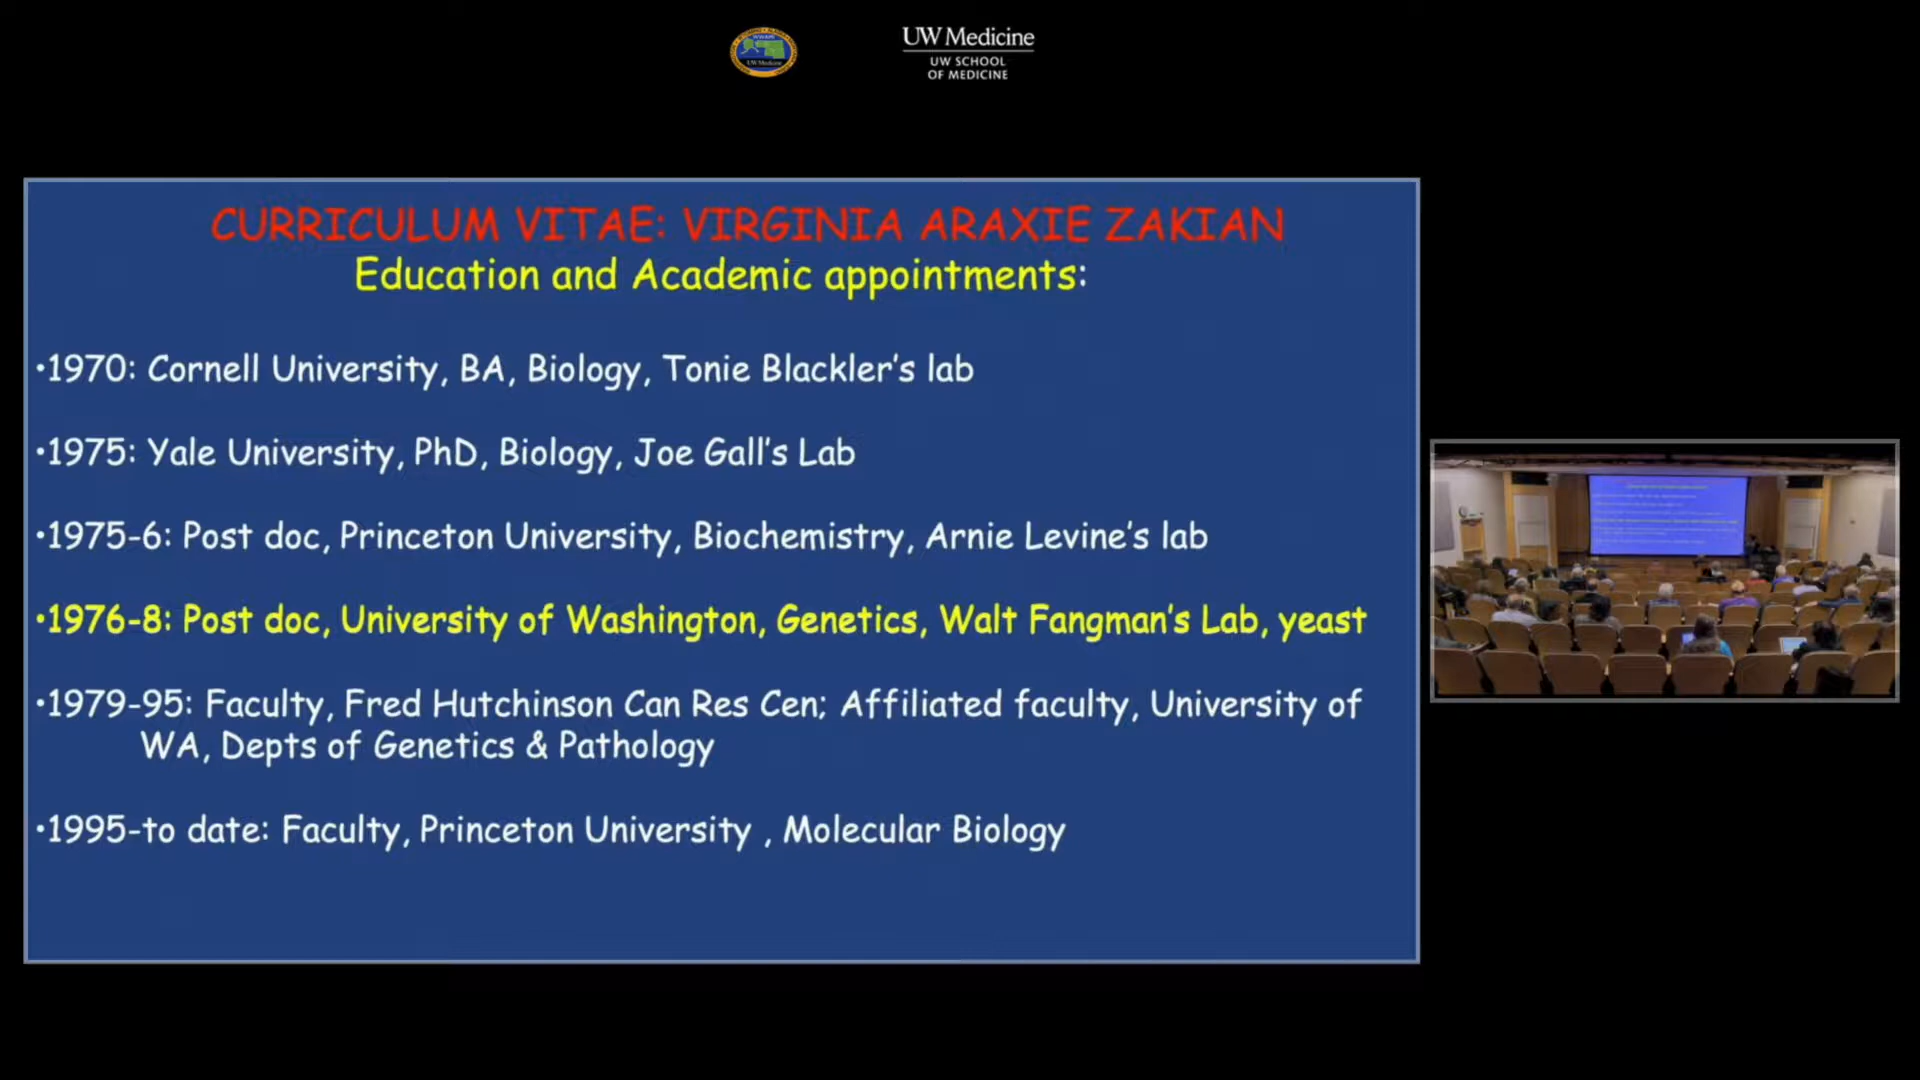 UW Medicine
UW SCHOOL
OF MEDICINE
CURRICULUM VITAE: VIRGINIA ARAXIE ZAKIAN
Education and Academic appointments:
•1970: Cornell University, BA, Biology, Tonie Blackler's lab
•1975: Yale University, PhD, Biology, Joe Gall's Lab
•1975-6: Post doc, Princeton University, Biochemistry, Arnie Levine's lab
•1976-8: Post doc, University of Washington, Genetics, Walt Fangman's Lab, yeast
•1979-95: Faculty, Fred Hutchinson Can Res Cen; Affiliated faculty, University of
WA, Depts of Genetics & Pathology
•1995-to date: Faculty, Princeton University , Molecular Biology